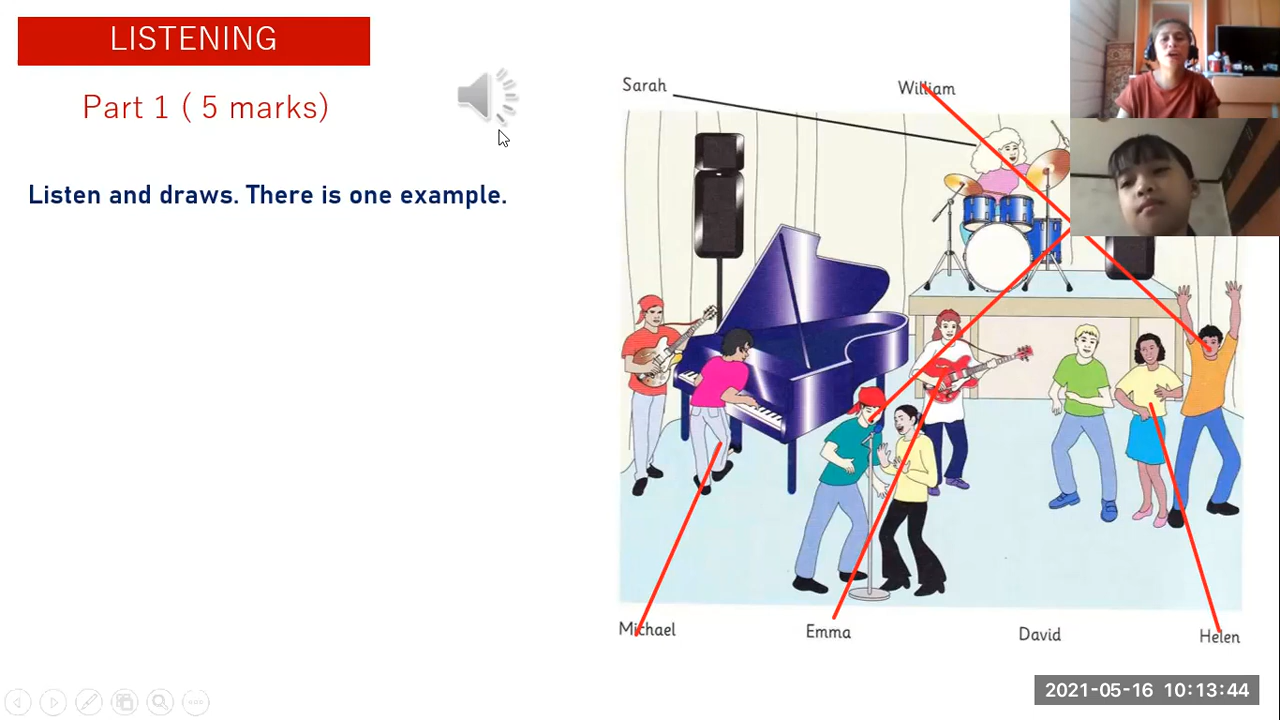 LISTENING
Part 1 ( 5 marks)
Listen and draws. There is one example.
Sarah
William
Michael
Emma
David
Helen
2021-05-16 10:13:44